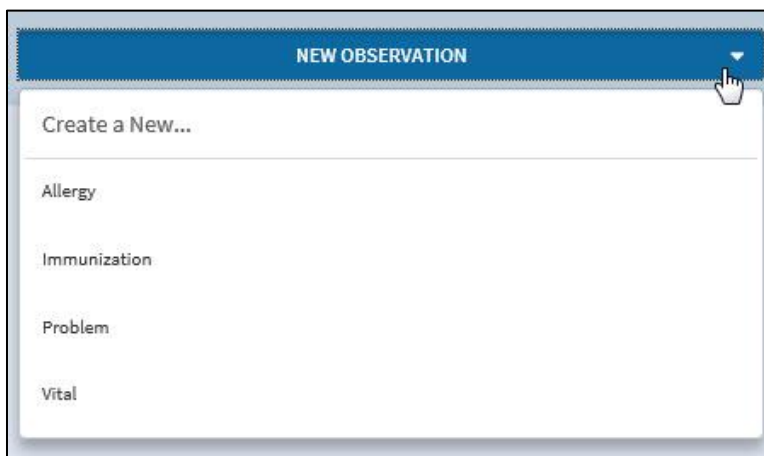 NEW OBSERVATION
Create a New...
Allergy
Immunization
Problem
Vital